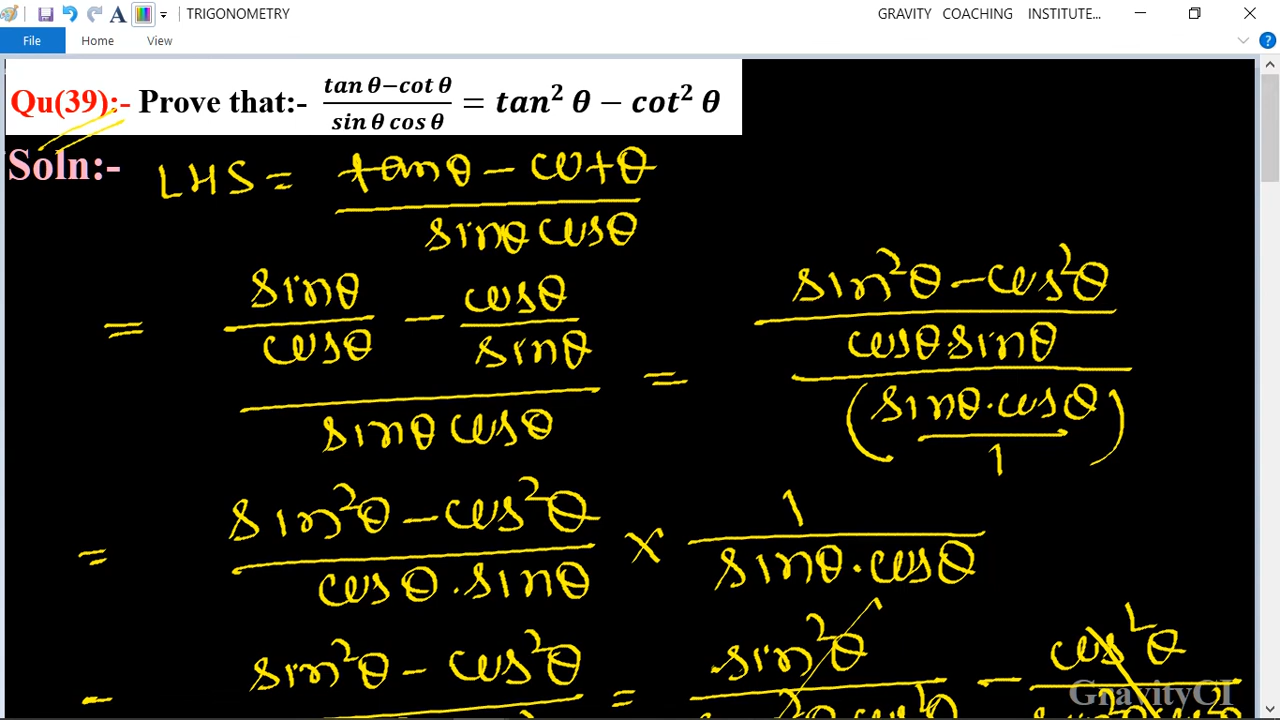 TRIGONOMETRY
GRAVITY COACHING INSTITUTE...
File Home View
Qu(39):- Prove that:- (tan θ−cot θ)/(sin θ cos θ) = tan² θ − cot² θ
Soln:- LHS = (tanθ − cotθ)/(sinθ cosθ)
= (sinθ/cosθ − cosθ/sinθ)/(sinθ cosθ) = ((sin²θ − cos²θ)/(cosθ.sinθ))/((sinθ.cosθ)/1)
= (sin²θ − cos²θ)/(cosθ.sinθ) × 1/(sinθ.cosθ)
sin²θ − cos²θ = sin²θ − cos²θ
GravityCI